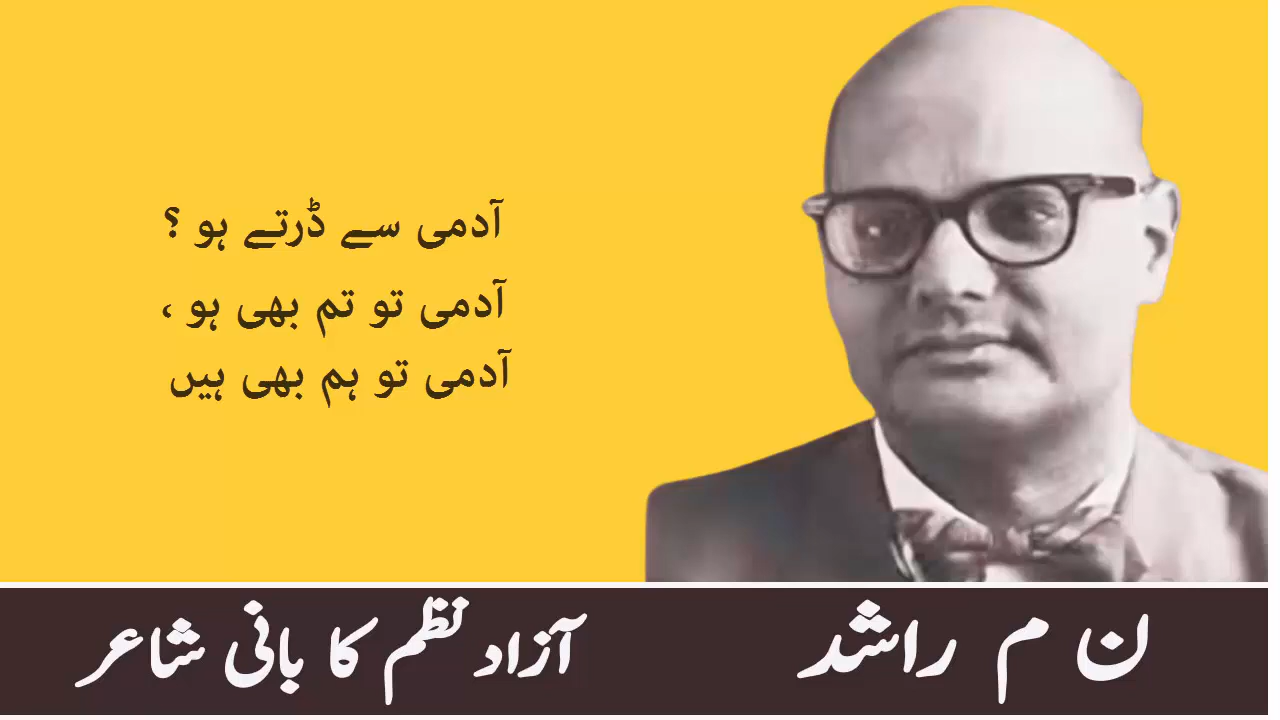 آدمی سے ڈرتے ہو ؟
آدمی تو تم بھی ہو ،
آدمی تو ہم بھی ہیں
ن م راشد
آزاد نظم کا بانی شاعر